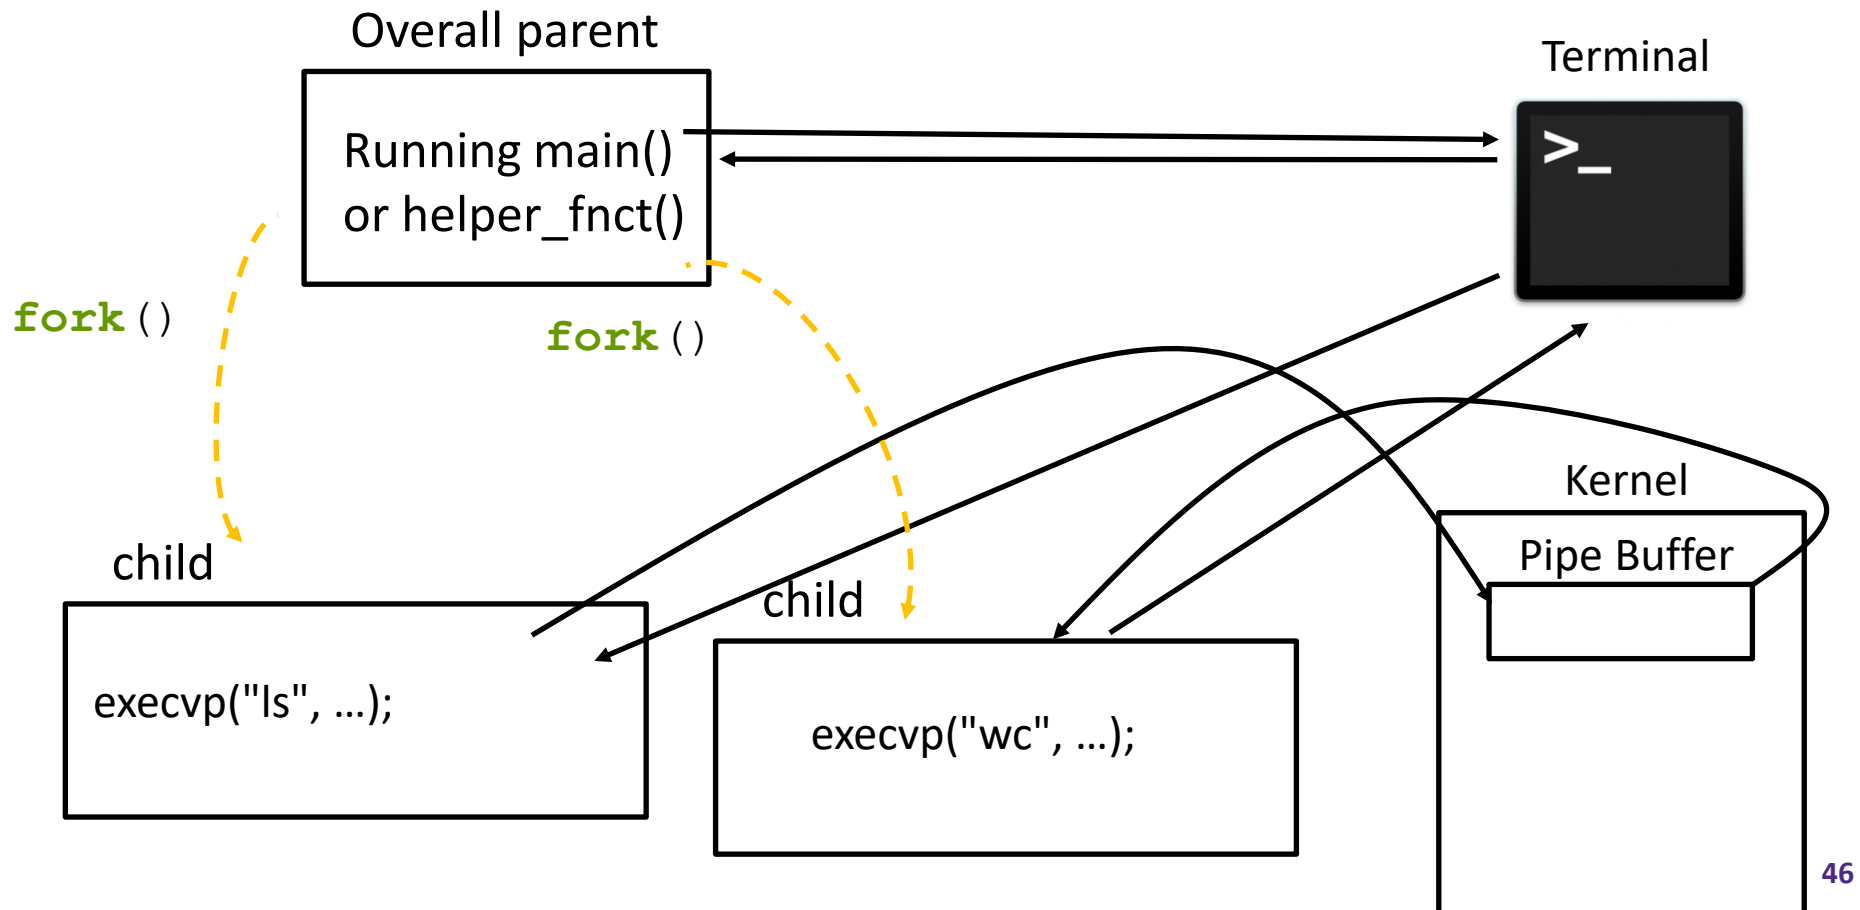 Overall parent
Terminal
Running main()
or helper_fnct()
>_
fork()
fork()
Kernel
Pipe Buffer
child
child
execvp("ls", …);
execvp("wc", …);
46